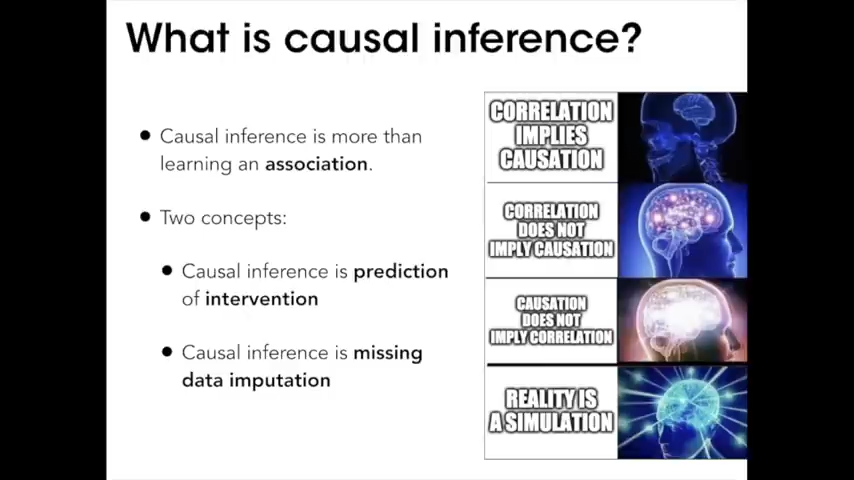 What is causal inference?
• Causal inference is more than
learning an association.
• Two concepts:
• Causal inference is prediction
of intervention
• Causal inference is missing
data imputation
CORRELATION
IMPLIES
CAUSATION
CORRELATION
DOES NOT
IMPLY CAUSATION
CAUSATION
DOES NOT
IMPLY CORRELATION
REALITY IS
A SIMULATION